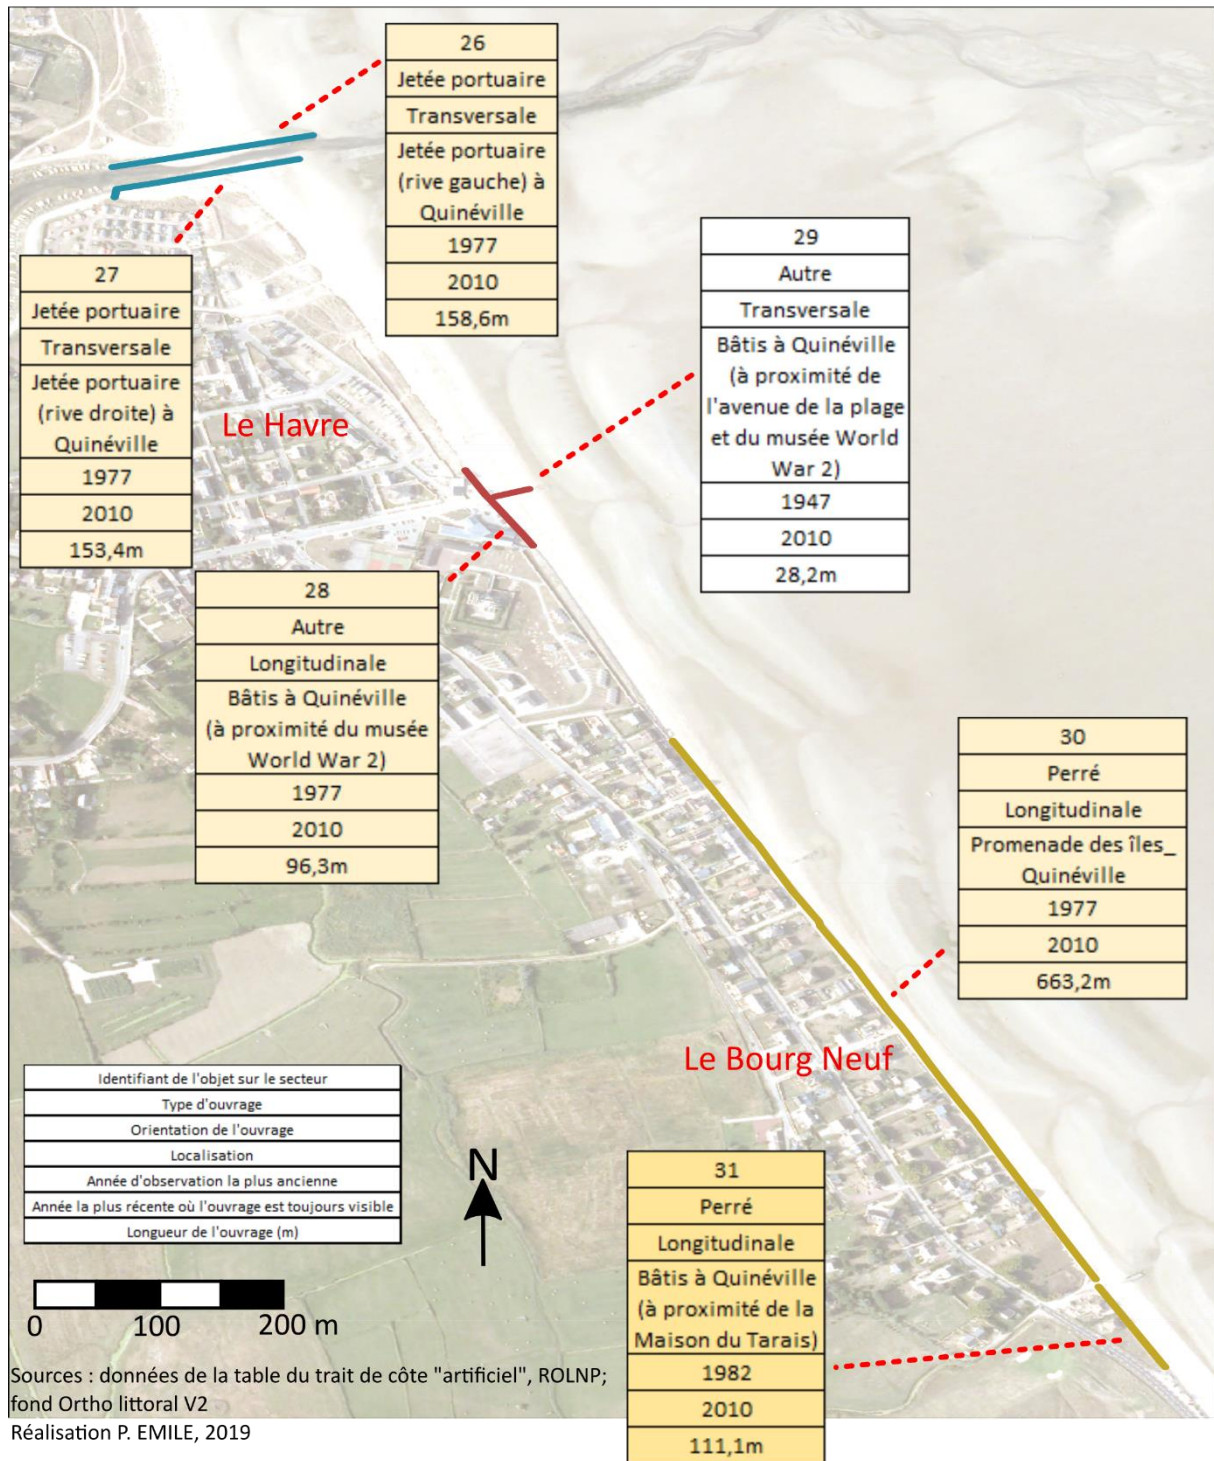 26
Jetée portuaire
Transversale
Jetée portuaire
(rive gauche) à
Quinéville
1977
2010
158,6m
27
Jetée portuaire
Transversale
Jetée portuaire
(rive droite) à
Quinéville
1977
2010
153,4m
29
Autre
Transversale
Bâtis à Quinéville
(à proximité de
l'avenue de la plage
et du musée World
War 2)
1947
2010
28,2m
Le Havre
28
Autre
Longitudinale
Bâtis à Quinéville
(à proximité du musée
World War 2)
1977
2010
96,3m
30
Perré
Longitudinale
Promenade des îles_
Quinéville
1977
2010
663,2m
Le Bourg Neuf
Identifiant de l'objet sur le secteur
Type d'ouvrage
Orientation de l'ouvrage
Localisation
Année d'observation la plus ancienne
Année la plus récente où l'ouvrage est toujours visible
Longueur de l'ouvrage (m)
N
31
Perré
Longitudinale
Bâtis à Quinéville
(à proximité de la
Maison du Tarais)
1982
2010
111,1m
0 100 200 m
Sources : données de la table du trait de côte "artificiel", ROLNP;
fond Ortho littoral V2
Réalisation P. EMILE, 2019